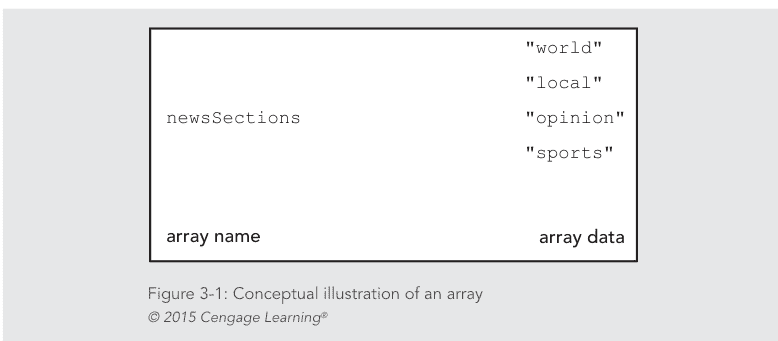 "world"
"local"
newsSections "opinion"
"sports"
array name array data
Figure 3-1: Conceptual illustration of an array
© 2015 Cengage Learning®